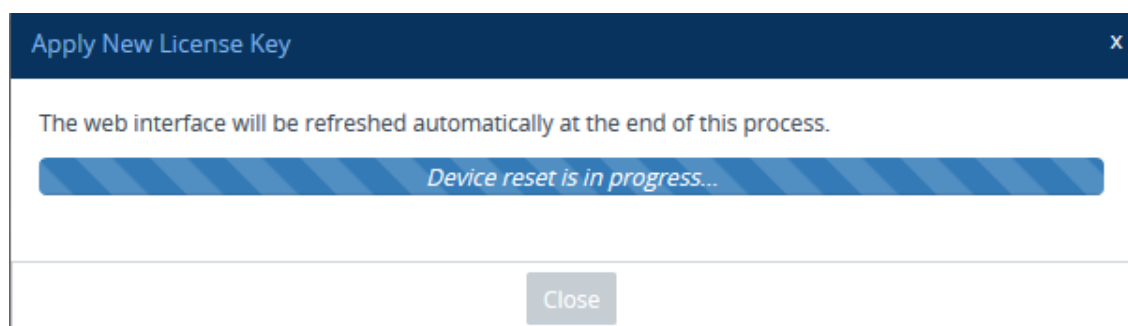 Apply New License Key
x
The web interface will be refreshed automatically at the end of this process.
Device reset is in progress...
Close